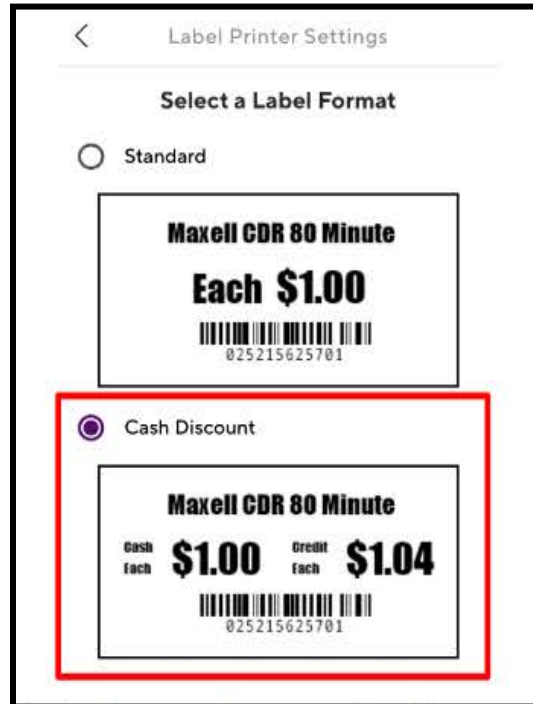 Label Printer Settings
Select a Label Format
Standard
Maxell CDR 80 Minute
Each $1.00
025215625701
Cash Discount
Maxell CDR 80 Minute
Cash Each $1.00 Credit Each $1.04
025215625701